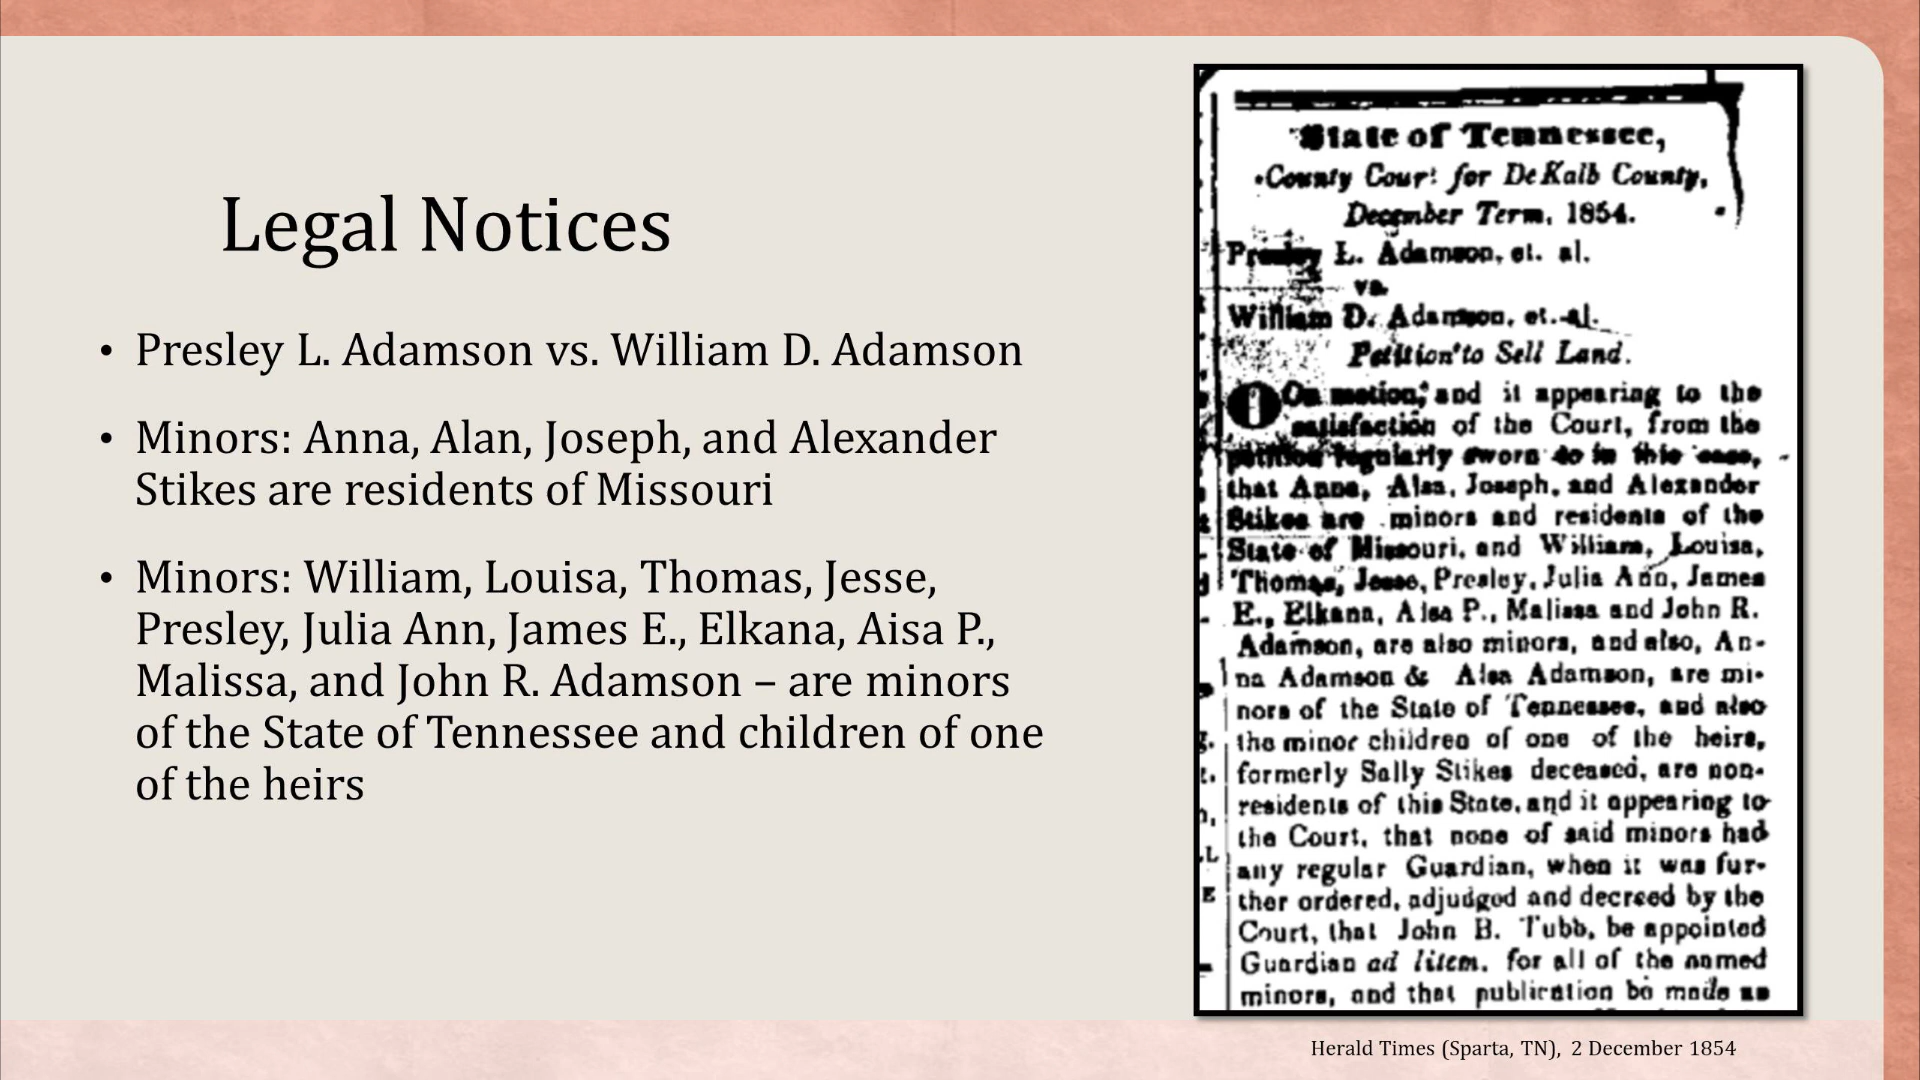 Legal Notices
• Presley L. Adamson vs. William D. Adamson
• Minors: Anna, Alan, Joseph, and Alexander
Stikes are residents of Missouri
• Minors: William, Louisa, Thomas, Jesse,
Presley, Julia Ann, James E., Elkana, Aisa P.,
Malissa, and John R. Adamson – are minors
of the State of Tennessee and children of one
of the heirs
State of Tennessee,
County Court for DeKalb County,
December Term, 1854.
Presley L. Adamson, et. al.
vs.
William D. Adamson, et. al.
Petition to Sell Land.
On motion, and it appearing to the
satisfaction of the Court, from the
petition regularly sworn to in this case,
that Anna, Alsa, Joseph, and Alexander
Stikes are minors and residents of the
State of Missouri, and William, Louisa,
Thomas, Jesse, Presley, Julia Ann, James
E., Elkana, Alsa P., Malissa and John R.
Adamson, are also minors, and also, An-
na Adamson & Alsa Adamson, are mi-
nors of the State of Tennessee, and also
the minor children of one of the heirs,
formerly Sally Stikes deceased, are non-
residents of this State, and it appearing to
the Court, that none of said minors had
any regular Guardian, when it was fur-
ther ordered, adjudged and decreed by the
Court, that John B. Tubb, be appointed
Guardian ad litem, for all of the named
minors, and that publication be made as
Herald Times (Sparta, TN), 2 December 1854